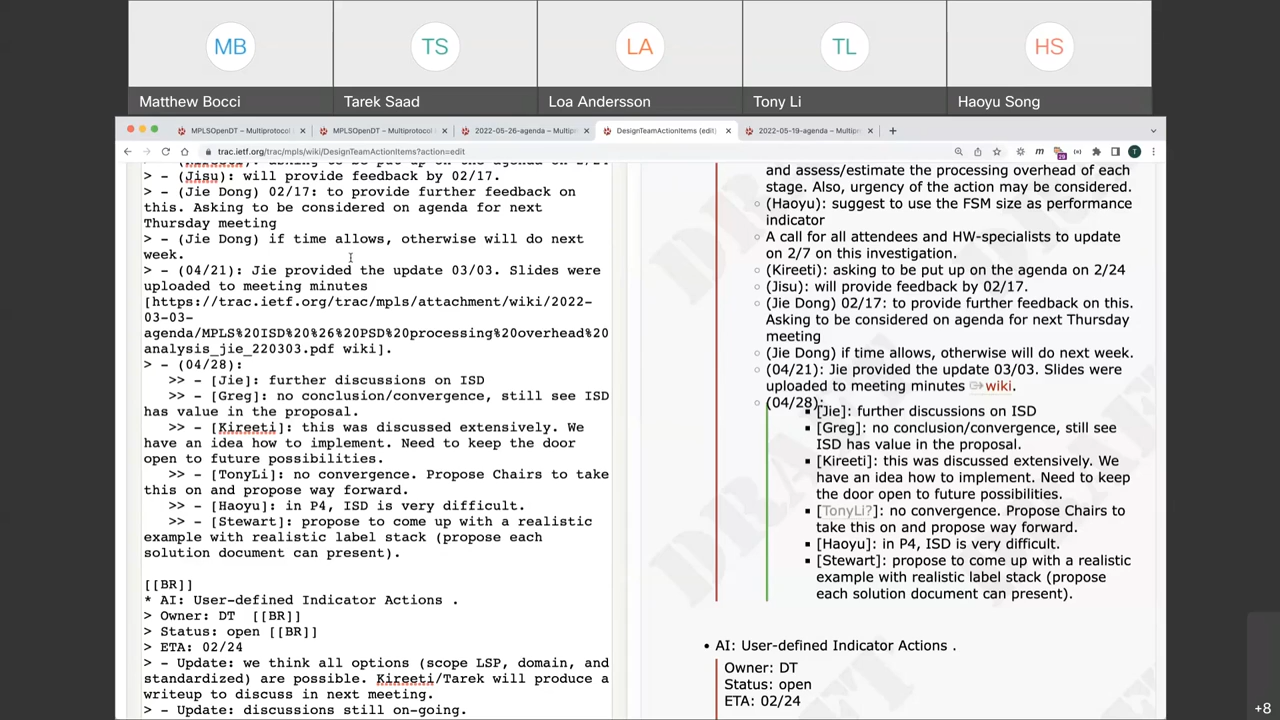 MB
TS
LA
TL
HS
Matthew Bocci
Tarek Saad
Loa Andersson
Tony Li
Haoyu Song
MPLSOpenDT – Multiprotocol
MPLSOpenDT – Multiprotocol
2022-05-26-agenda – Multipro
DesignTeamActionItems (edit)
2022-05-19-agenda – Multipro
trac.ietf.org/trac/mpls/wiki/DesignTeamActionItems?action=edit
T
> - (Jisu): will provide feedback by 02/17.
> - (Jie Dong) 02/17: to provide further feedback on
this. Asking to be considered on agenda for next
Thursday meeting
> - (Jie Dong) if time allows, otherwise will do next
week.
> - (04/21): Jie provided the update 03/03. Slides were
uploaded to meeting minutes
[https://trac.ietf.org/trac/mpls/attachment/wiki/2022-
03-03-
agenda/MPLS%20ISD%20%26%20PSD%20processing%20overhead%20
analysis_jie_220303.pdf wiki].
> - (04/28):
>> - [Jie]: further discussions on ISD
>> - [Greg]: no conclusion/convergence, still see ISD
has value in the proposal.
>> - [Kireeti]: this was discussed extensively. We
have an idea how to implement. Need to keep the door
open to future possibilities.
>> - [TonyLi]: no convergence. Propose Chairs to take
this on and propose way forward.
>> - [Haoyu]: in P4, ISD is very difficult.
>> - [Stewart]: propose to come up with a realistic
example with realistic label stack (propose each
solution document can present).
[[BR]]
* AI: User-defined Indicator Actions .
> Owner: DT [[BR]]
> Status: open [[BR]]
> ETA: 02/24
> - Update: we think all options (scope LSP, domain, and
standardized) are possible. Kireeti/Tarek will produce a
writeup to discuss in next meeting.
> - Update: discussions still on-going.
and assess/estimate the processing overhead of each
stage. Also, urgency of the action may be considered.
(Haoyu): suggest to use the FSM size as performance
indicator
A call for all attendees and HW-specialists to update
on 2/7 on this investigation.
(Kireeti): asking to be put up on the agenda on 2/24
(Jisu): will provide feedback by 02/17.
(Jie Dong) 02/17: to provide further feedback on this.
Asking to be considered on agenda for next Thursday
meeting
(Jie Dong) if time allows, otherwise will do next week.
(04/21): Jie provided the update 03/03. Slides were
uploaded to meeting minutes wiki.
(04/28):
[Jie]: further discussions on ISD
[Greg]: no conclusion/convergence, still see
ISD has value in the proposal.
[Kireeti]: this was discussed extensively. We
have an idea how to implement. Need to keep
the door open to future possibilities.
[TonyLi?]: no convergence. Propose Chairs to
take this on and propose way forward.
[Haoyu]: in P4, ISD is very difficult.
[Stewart]: propose to come up with a realistic
example with realistic label stack (propose
each solution document can present).
• AI: User-defined Indicator Actions .
Owner: DT
Status: open
ETA: 02/24
+8